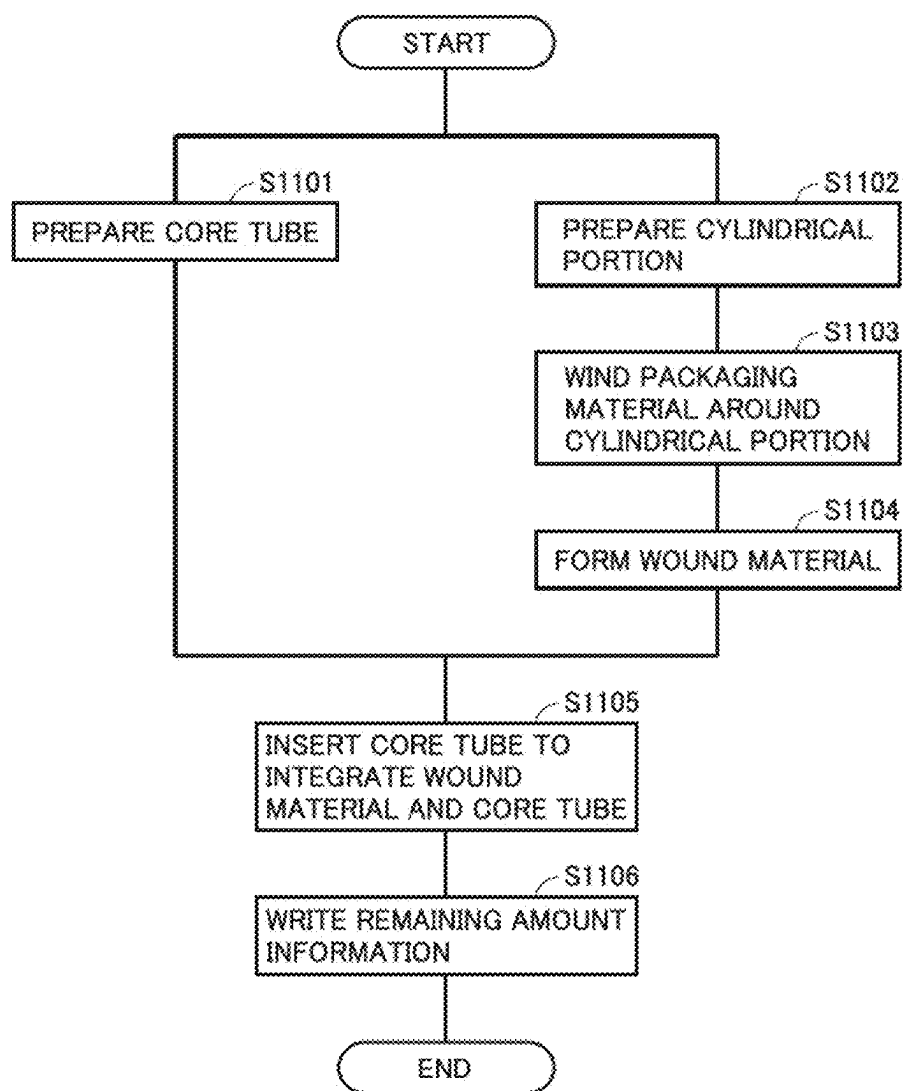 START
S1101
PREPARE CORE TUBE
S1102
PREPARE CYLINDRICAL
PORTION
S1103
WIND PACKAGING
MATERIAL AROUND
CYLINDRICAL PORTION
S1104
FORM WOUND MATERIAL
S1105
INSERT CORE TUBE TO
INTEGRATE WOUND
MATERIAL AND CORE TUBE
S1106
WRITE REMAINING AMOUNT
INFORMATION
END